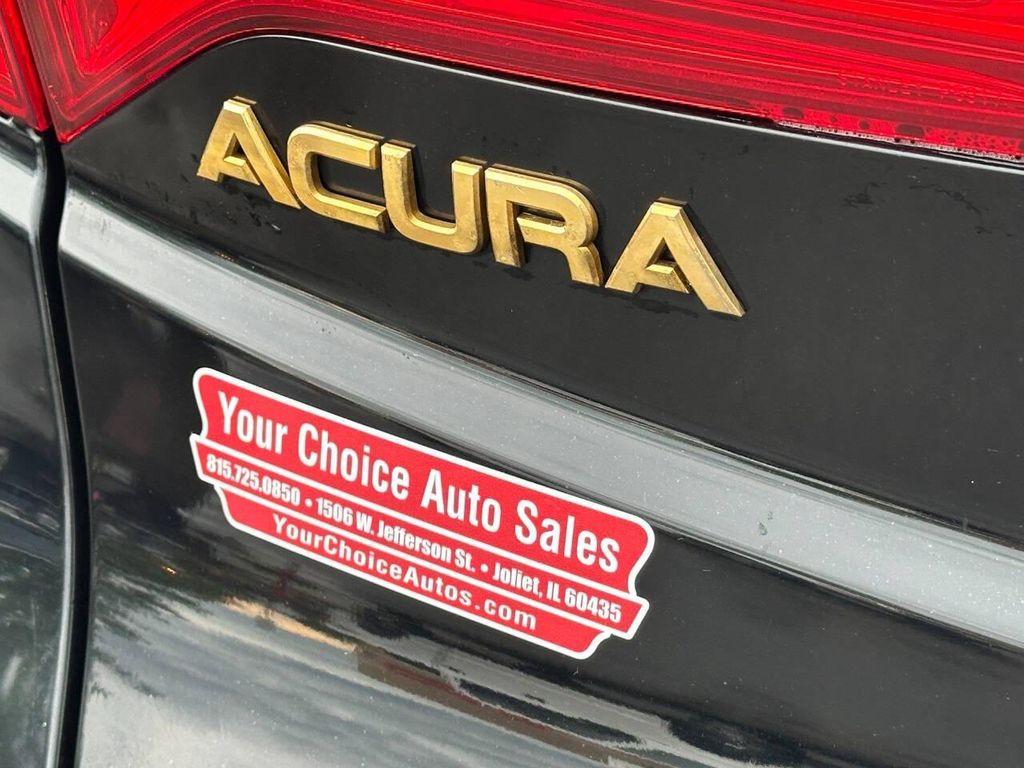 ACURA
Your Choice Auto Sales
815.725.0850 • 1506 W. Jefferson St. • Joliet, IL 60435
YourChoiceAutos.com